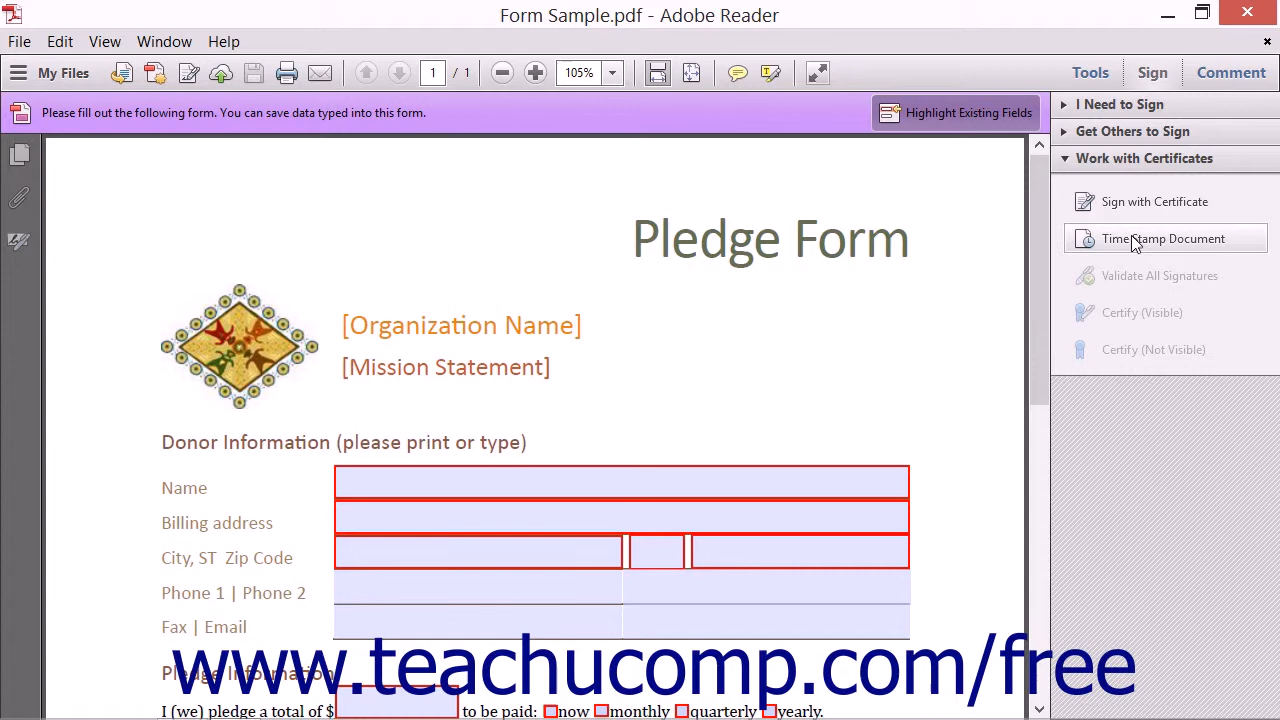 Form Sample.pdf - Adobe Reader
File Edit View Window Help
My Files 1 / 1 105% Tools Sign Comment
Please fill out the following form. You can save data typed into this form. Highlight Existing Fields
I Need to Sign
Get Others to Sign
Work with Certificates
Sign with Certificate
Time Stamp Document
Validate All Signatures
Certify (Visible)
Certify (Not Visible)
Pledge Form
[Organization Name]
[Mission Statement]
Donor Information (please print or type)
Name
Billing address
City, ST Zip Code
Phone 1 | Phone 2
Fax | Email
Pledge Information
www.teachucomp.com/free
I (we) pledge a total of $ to be paid: now monthly quarterly yearly.